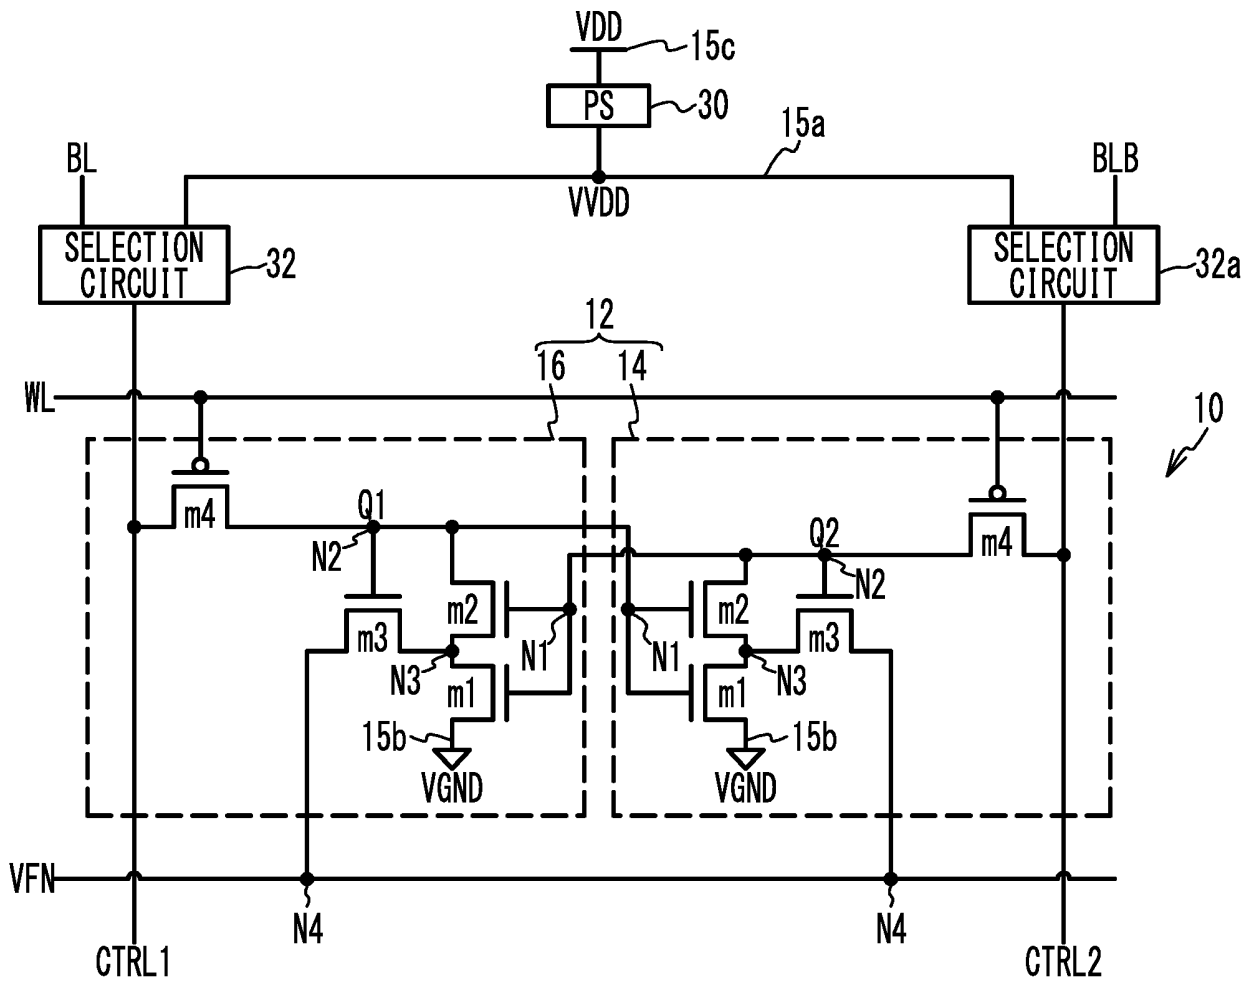 VDD
15c
PS
30
15a
BL
BLB
VVDD
SELECTION
CIRCUIT
32
SELECTION
CIRCUIT
32a
12
16
14
WL
10
m4
Q1
N2
Q2
m4
N2
m2
m2
m3
N1
N1
m3
N3
N3
m1
m1
15b
15b
VGND
VGND
VFN
N4
N4
CTRL1
CTRL2